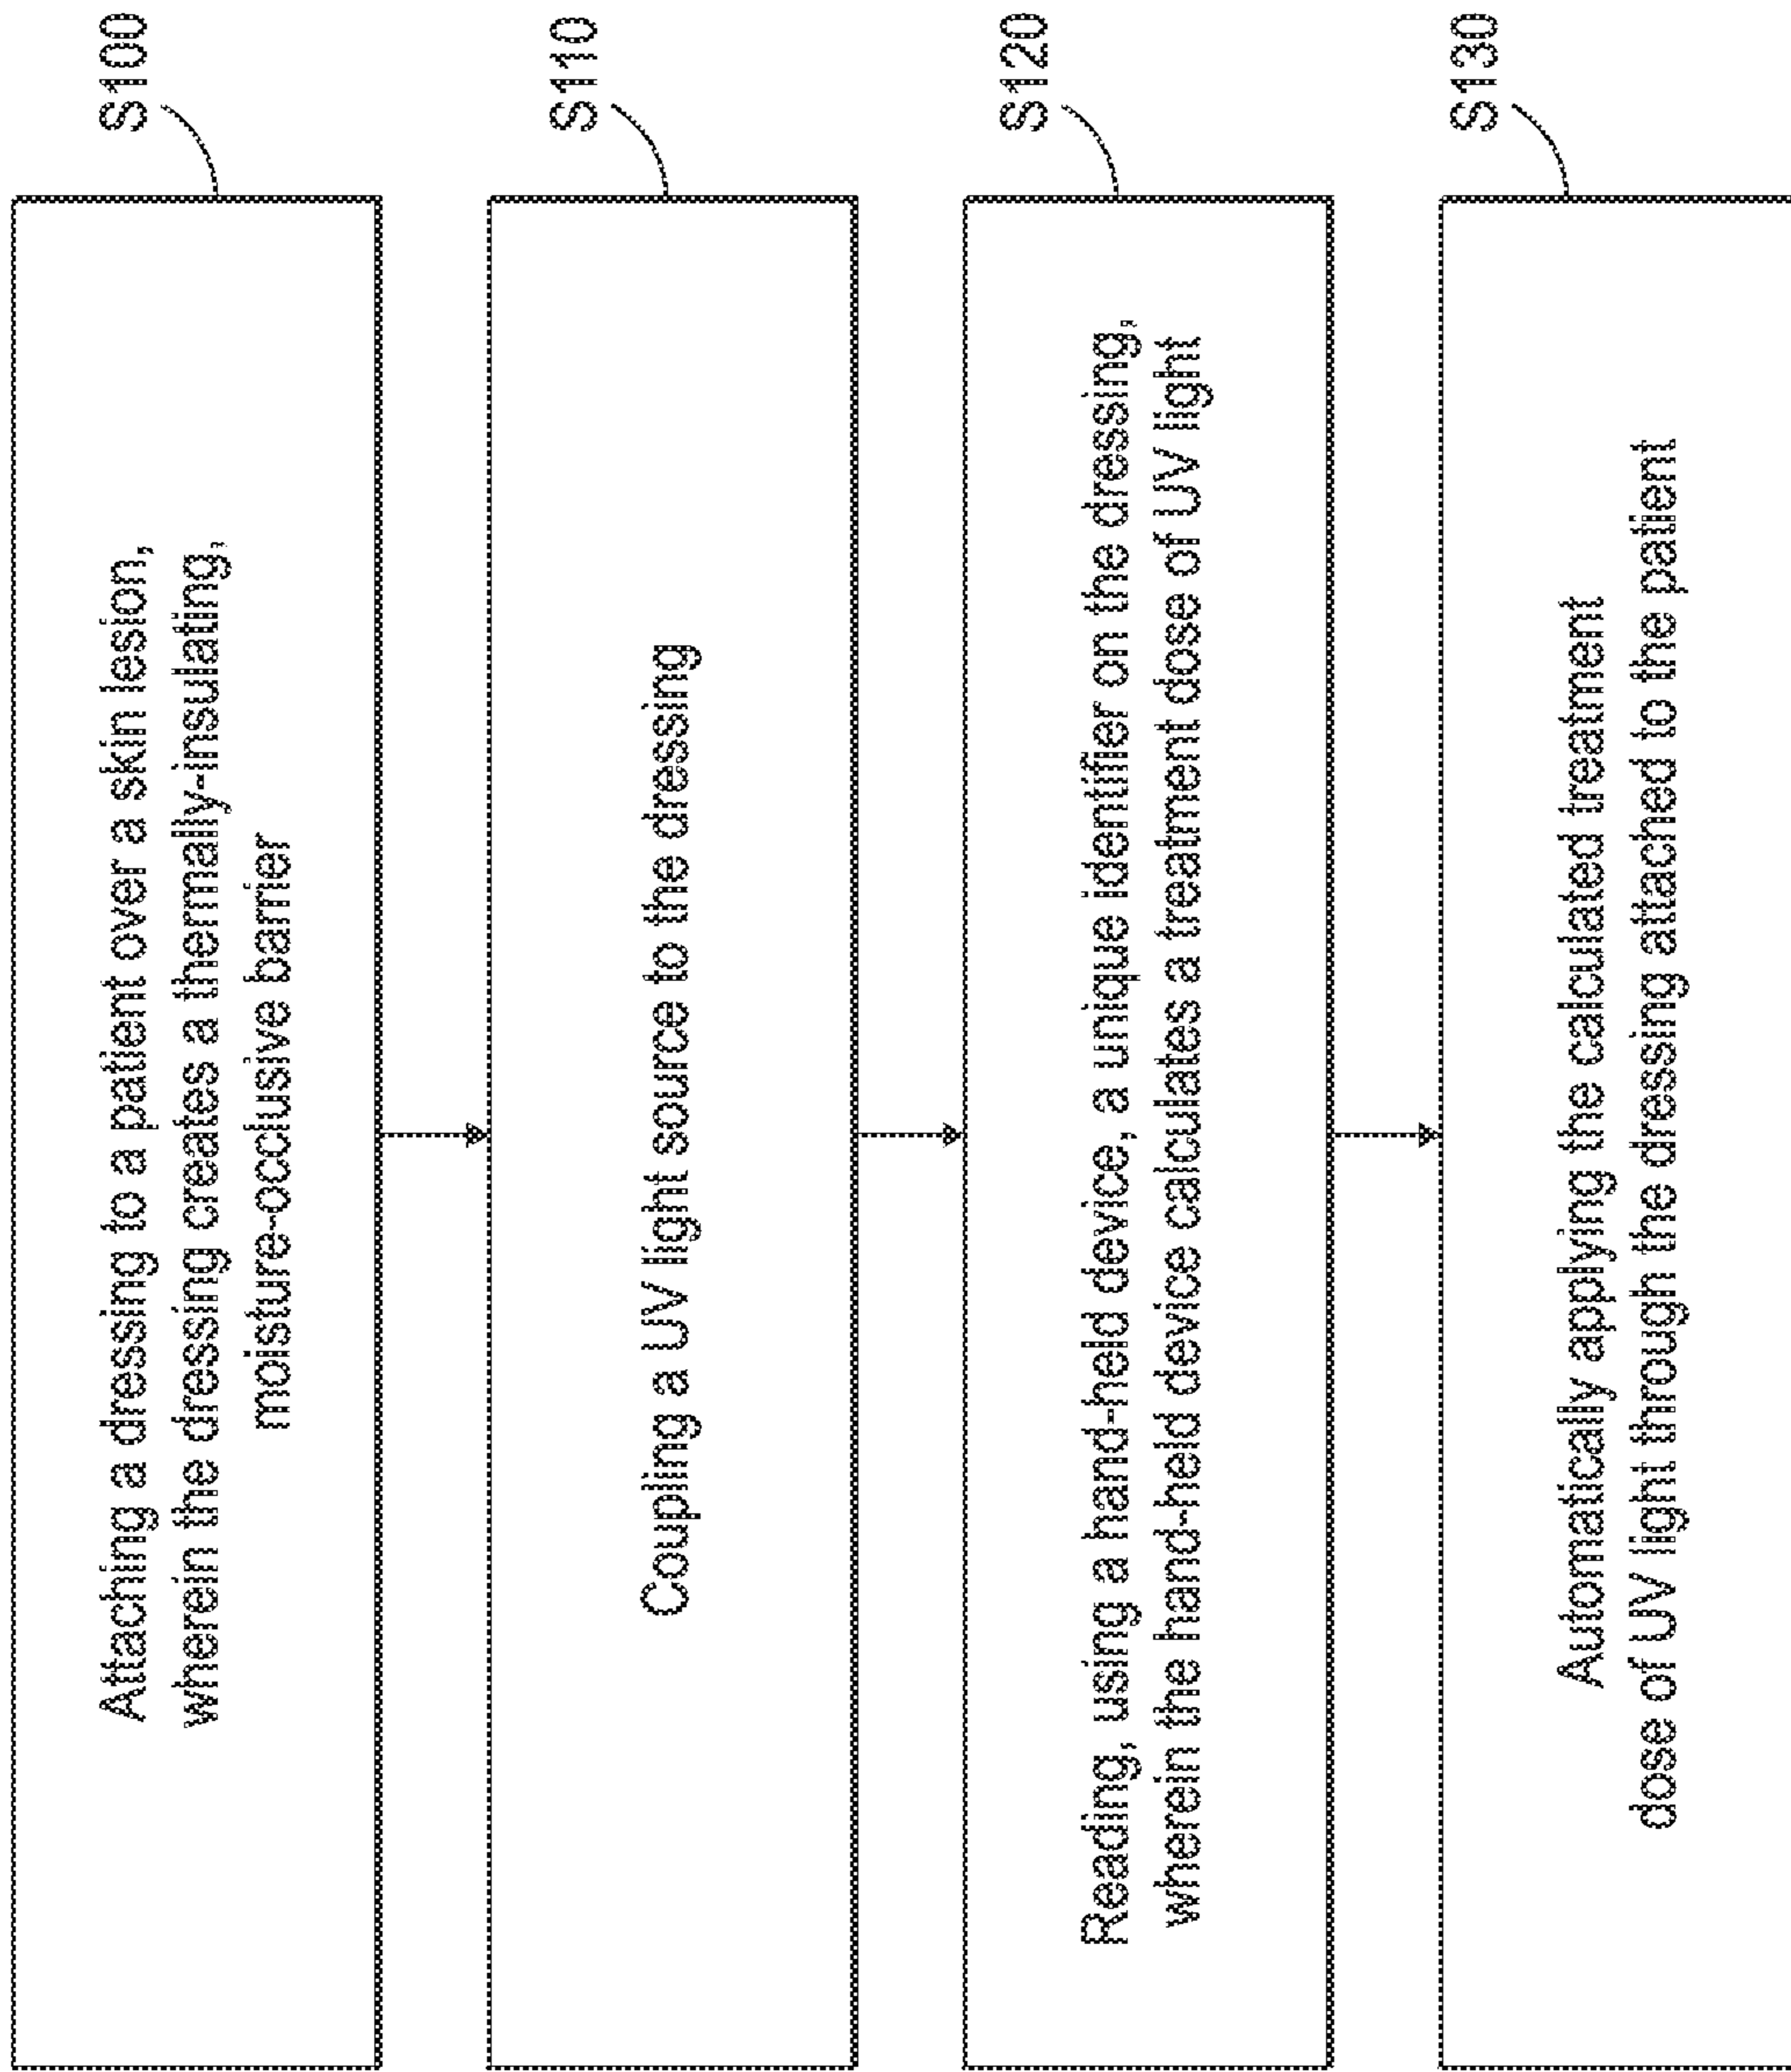 Attaching a dressing to a patient over a skin lesion,
wherein the dressing creates a thermally-insulating,
moisture-occlusive barrier
S100
Coupling a UV light source to the dressing
S110
Reading, using a hand-held device, a unique identifier on the dressing,
wherein the hand-held device calculates a treatment dose of UV light
S120
Automatically applying the calculated treatment
dose of UV light through the dressing attached to the patient
S130